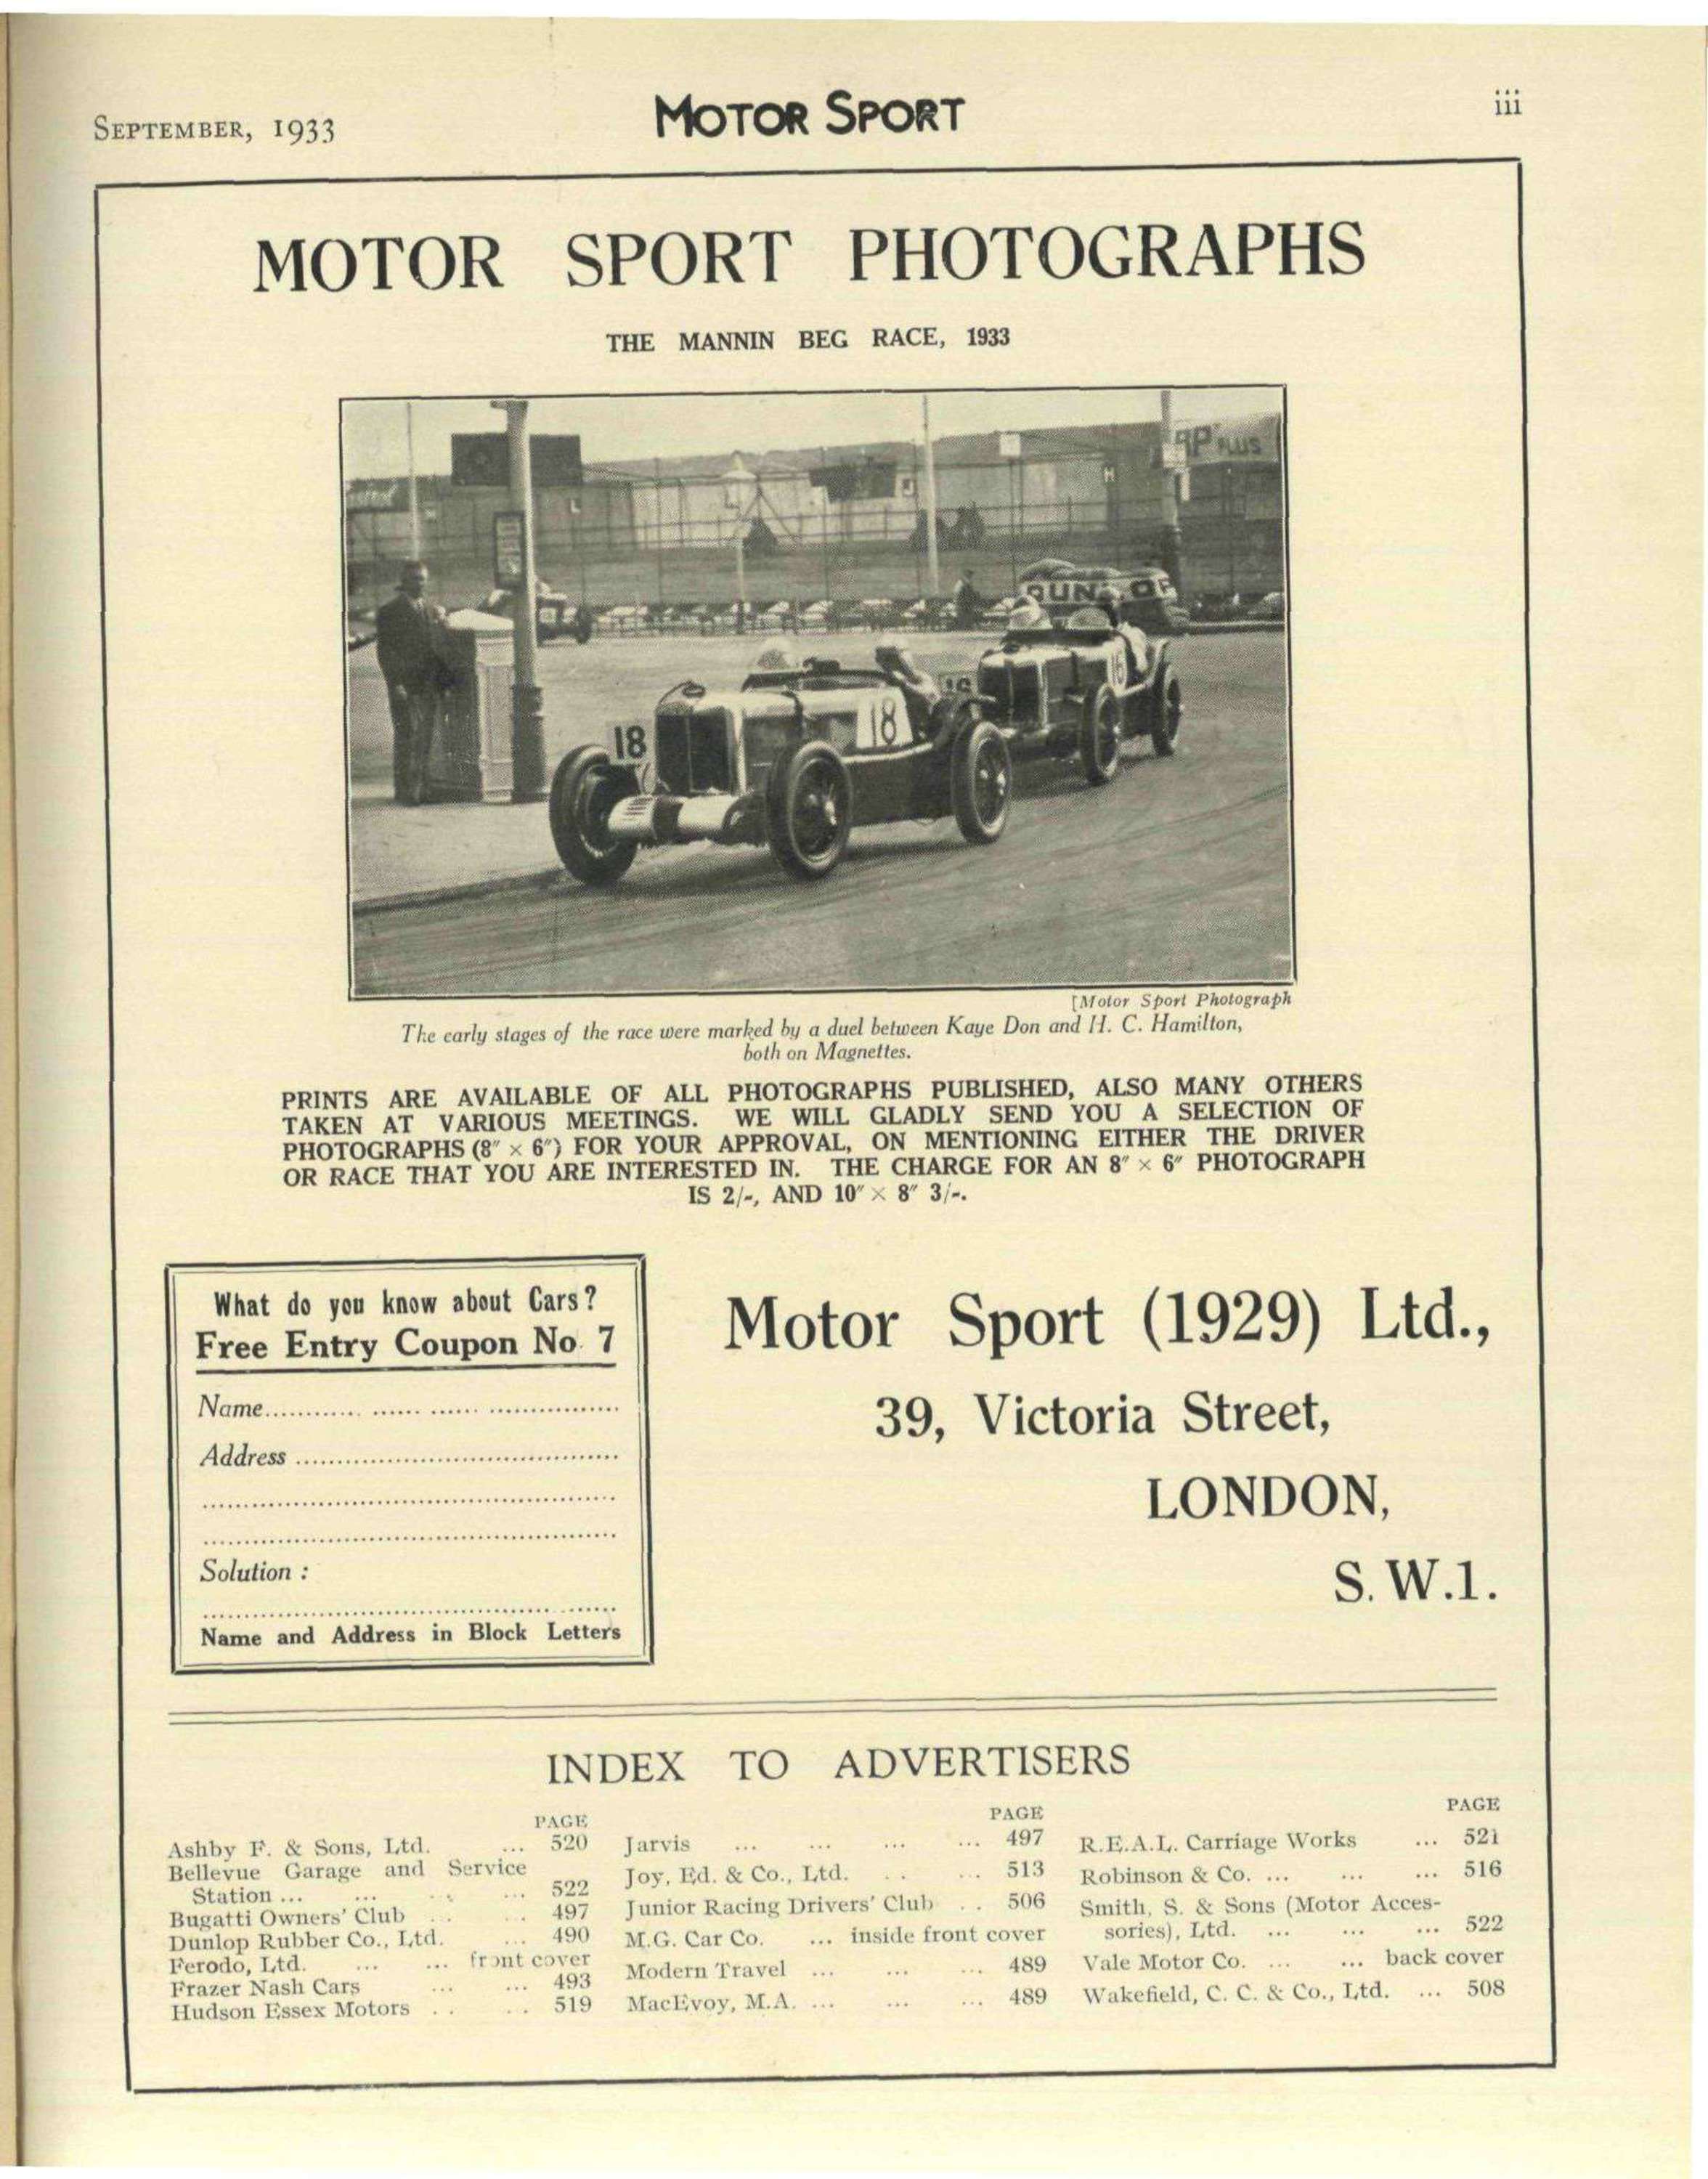 SEPTEMBER, 1933
MOTOR SPORT
iii
MOTOR SPORT PHOTOGRAPHS
THE MANNIN BEG RACE, 1933
RP PLUS
L
J
H
DUNLOP
18
18
16
16
[Motor Sport Photograph
The early stages of the race were marked by a duel between Kaye Don and H. C. Hamilton,
both on Magnettes.
PRINTS ARE AVAILABLE OF ALL PHOTOGRAPHS PUBLISHED, ALSO MANY OTHERS
TAKEN AT VARIOUS MEETINGS. WE WILL GLADLY SEND YOU A SELECTION OF
PHOTOGRAPHS (8″ × 6″) FOR YOUR APPROVAL, ON MENTIONING EITHER THE DRIVER
OR RACE THAT YOU ARE INTERESTED IN. THE CHARGE FOR AN 8″ × 6″ PHOTOGRAPH
IS 2/-, AND 10″ × 8″ 3/-.
What do you know about Cars?
Free Entry Coupon No. 7
Name
Address
Solution :
Name and Address in Block Letters
Motor Sport (1929) Ltd.,
39, Victoria Street,
LONDON,
S.W.1.
INDEX TO ADVERTISERS
PAGE
Ashby F. & Sons, Ltd. ... 520
Bellevue Garage and Service
Station ... ... ... ... 522
Bugatti Owners' Club ... ... 497
Dunlop Rubber Co., Ltd. ... 490
Ferodo, Ltd. ... ... front cover
Frazer Nash Cars ... ... 493
Hudson Essex Motors ... ... 519
PAGE
Jarvis ... ... ... ... 497
Joy, Ed. & Co., Ltd. ... ... 513
Junior Racing Drivers' Club ... 506
M.G. Car Co. ... inside front cover
Modern Travel ... ... ... 489
MacEvoy, M.A. ... ... ... 489
PAGE
R.E.A.L. Carriage Works ... 521
Robinson & Co. ... ... ... 516
Smith, S. & Sons (Motor Acces-
sories), Ltd. ... ... ... 522
Vale Motor Co. ... ... back cover
Wakefield, C. C. & Co., Ltd. ... 508